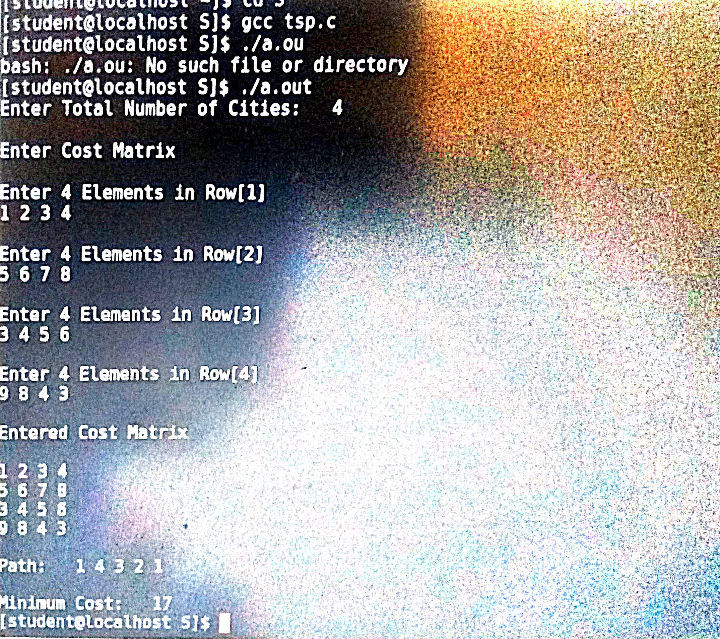 [student@localhost ~]$ cd S
[student@localhost S]$ gcc tsp.c
[student@localhost S]$ ./a.ou
bash: ./a.ou: No such file or directory
[student@localhost S]$ ./a.out
Enter Total Number of Cities: 4
Enter Cost Matrix
Enter 4 Elements in Row[1]
1 2 3 4
Enter 4 Elements in Row[2]
5 6 7 8
Enter 4 Elements in Row[3]
3 4 5 6
Enter 4 Elements in Row[4]
9 8 4 3
Entered Cost Matrix
1 2 3 4
5 6 7 8
3 4 5 6
9 8 4 3
Path: 1 4 3 2 1
Minimum Cost: 17
[student@localhost S]$